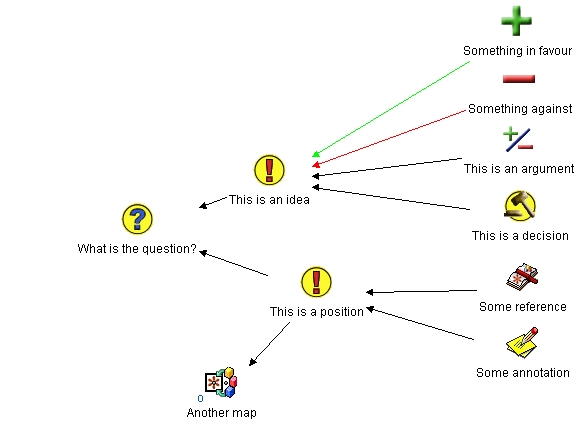 Something in favour
Something against
This is an argument
This is an idea
This is a decision
What is the question?
Some reference
This is a position
Some annotation
0
Another map